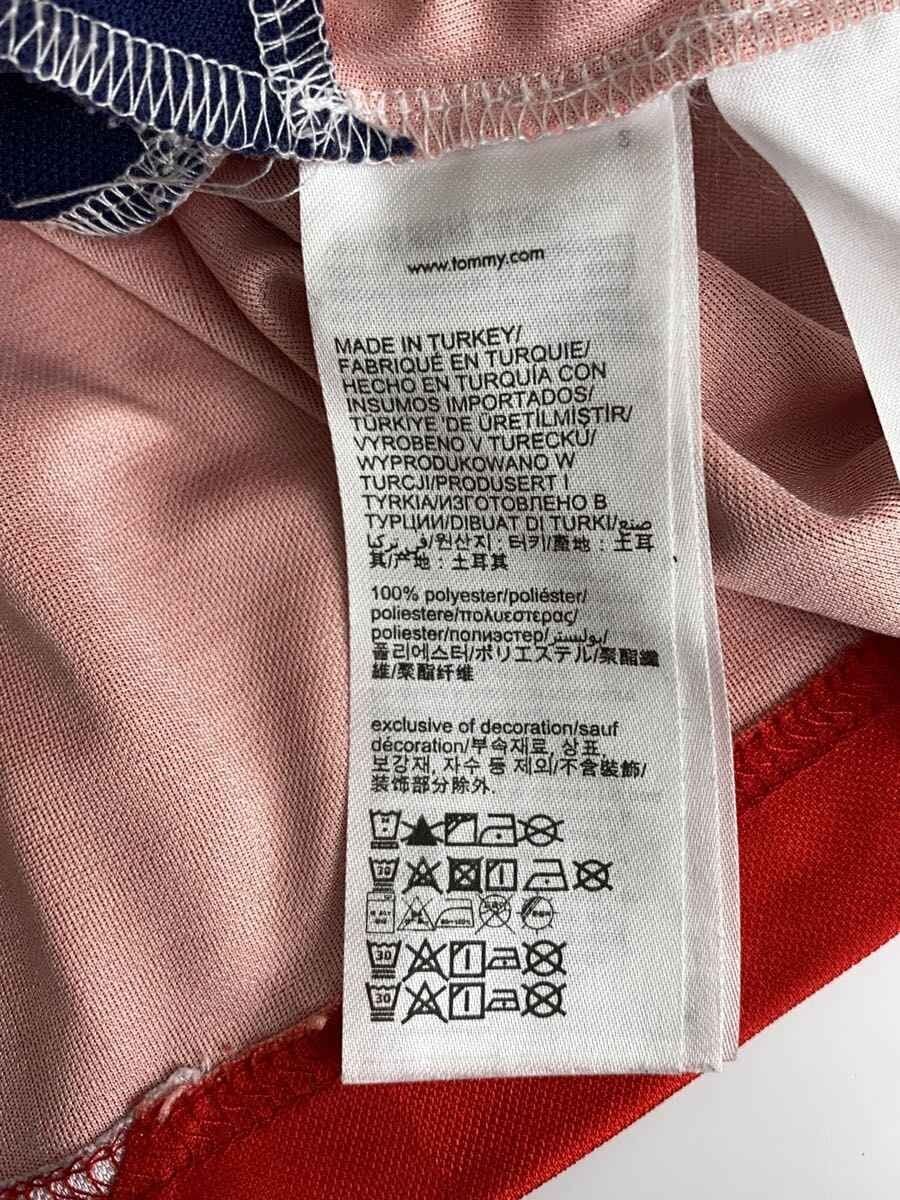 S
www.tommy.com
MADE IN TURKEY/
FABRIQUÉ EN TURQUIE/
HECHO EN TURQUÍA CON
INSUMOS IMPORTADOS/
TÜRKIYE DE ÜRETILMIŞTIR/
VYROBENO V TURECKU/
WYPRODUKOWANO W
TURCJI/PRODUSERT I
TYRKIA/ИЗГОТОВЛЕНО В
ТУРЦИИ/DIBUAT DI TURKI/صنع
في تركيا/원산지 : 터키/產地 : 土耳
其/产地 : 土耳其
100% polyester/poliéster/
poliestere/πολυεστερας/
poliester/полиэстер/بوليستر/
폴리에스터/ポリエステル/聚酯纖
維/聚酯纤维
exclusive of decoration/sauf
décoration/부속재료, 상표,
보강재, 자수 등 제외/不含裝飾/
装饰部分除外.
30
30
30